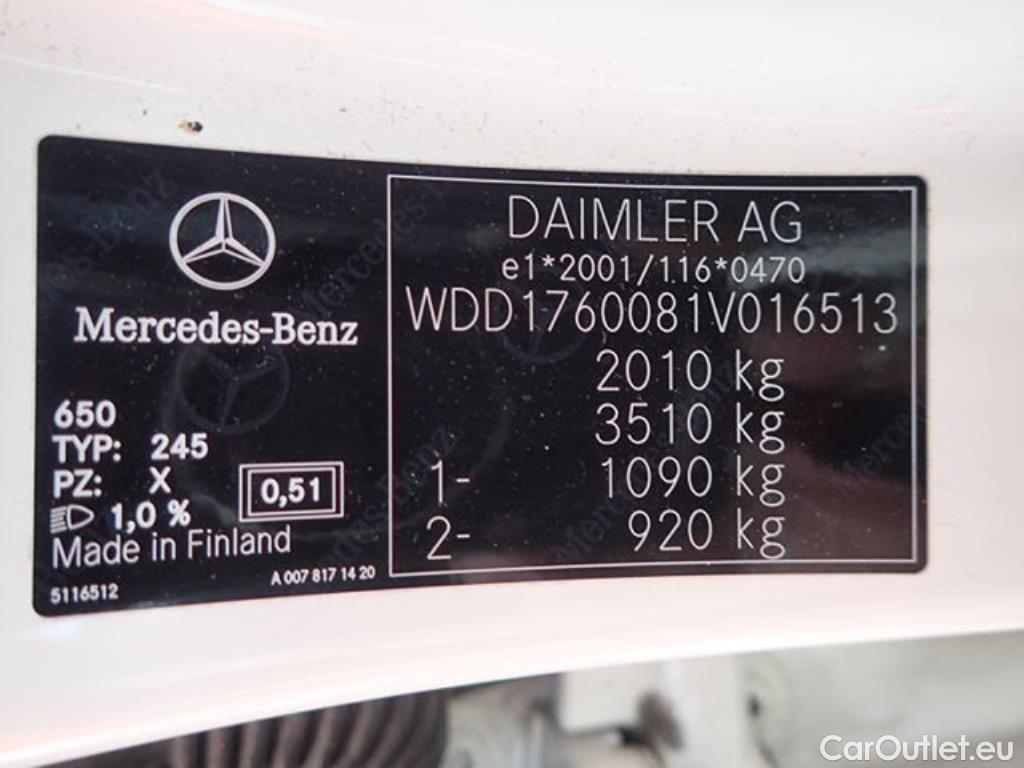 Mercedes-Benz
650
TYP: 245
PZ: X
1,0 %
0,51
Made in Finland
5116512
A 007 817 14 20
DAIMLER AG
e1*2001/116*0470
WDD1760081V016513
2010 kg
3510 kg
1- 1090 kg
2- 920 kg
CarOutlet.eu